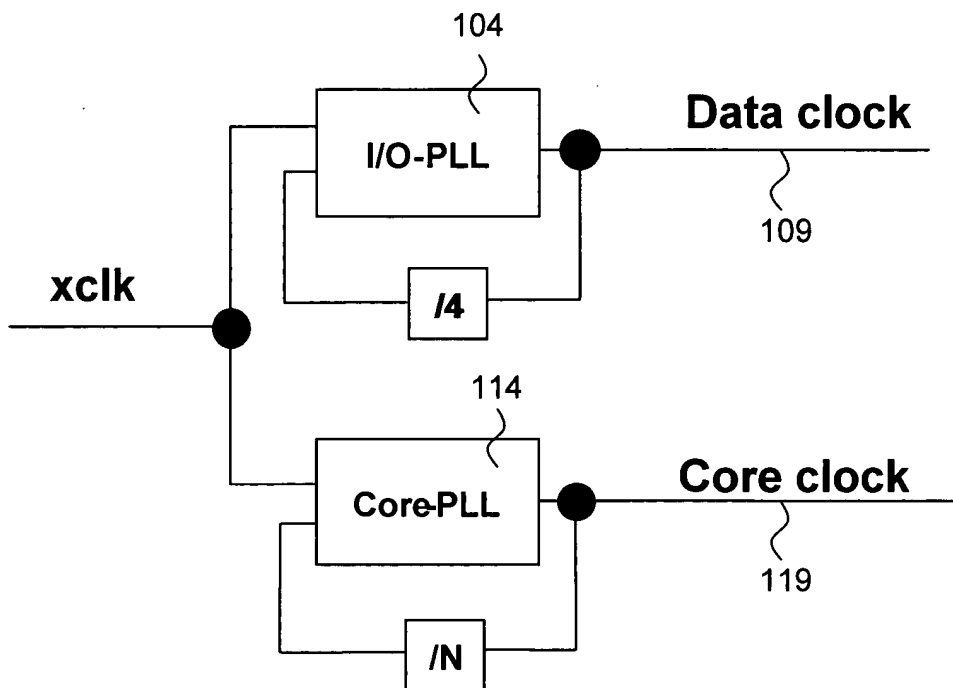 104
I/O-PLL
Data clock
109
xclk
/4
114
Core-PLL
Core clock
119
/N